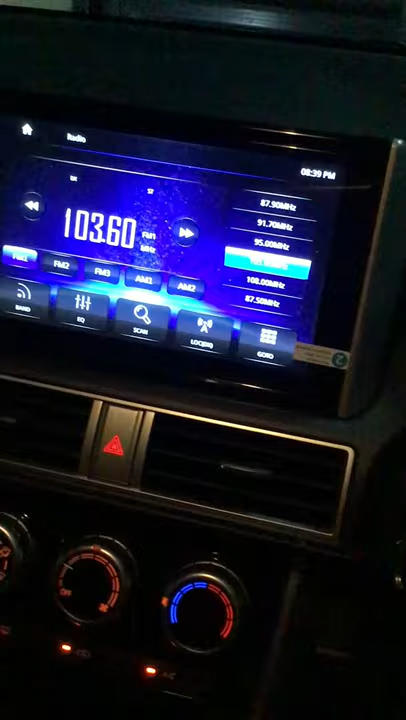 Radio
08:39 PM
ST
103.60
FM1
MHz
87.90MHz
91.70MHz
95.00MHz
108.00MHz
87.50MHz
FM1
FM2
FM3
AM1
AM2
BAND
EQ
SCAN
LOC(DX)
GOTO
OFF